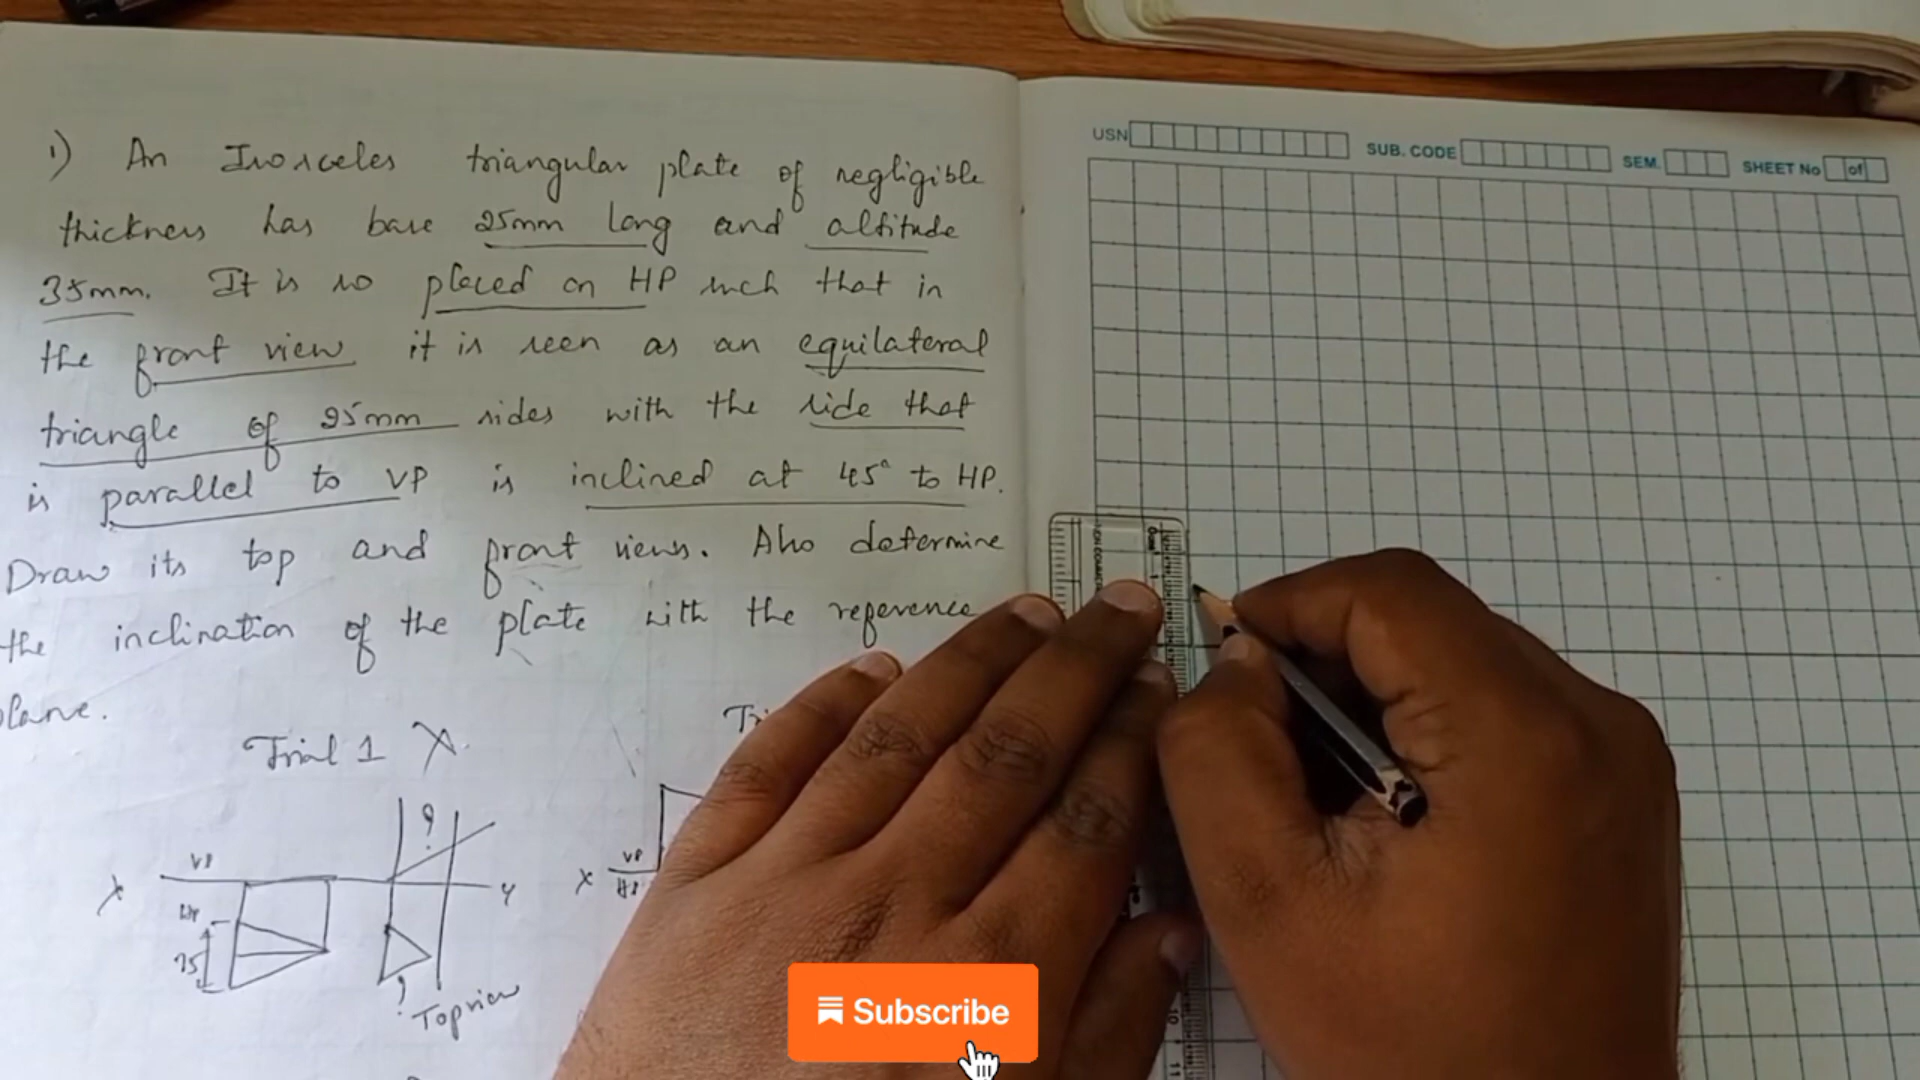 1) An Isosceles triangular plate of negligible
thickness has base 25mm long and altitude
35mm. It is so placed on HP such that in
the front view it is seen as an equilateral
triangle of 25mm sides with the side that
is parallel to VP is inclined at 45° to HP.
Draw its top and front views. Also determine
the inclination of the plate with the reference
plane.
Trial 1 X
VP
X
Y
HP
25
?
?
Top view
VP
X
HP
USN
SUB. CODE
SEM.
SHEET No of
Subscribe